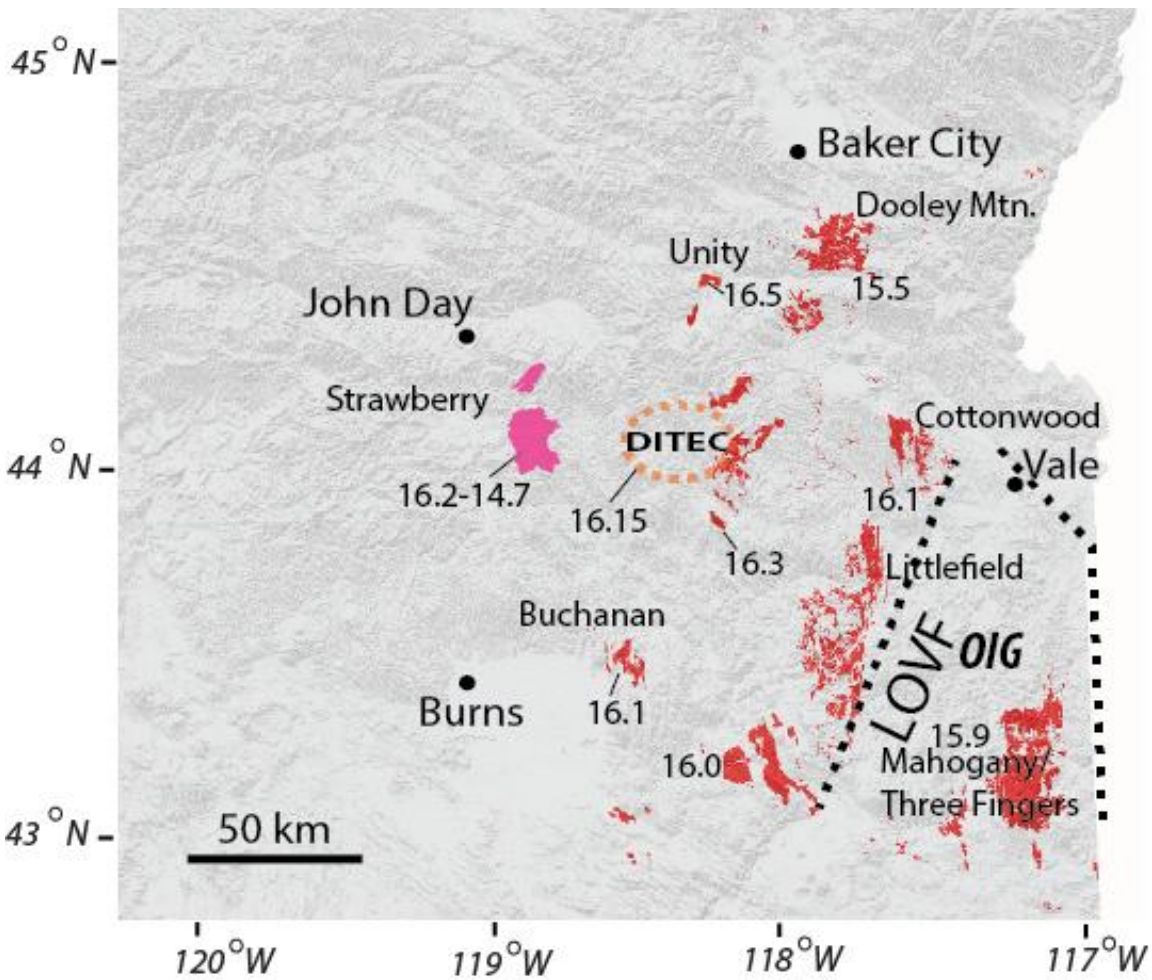 45°N
Baker City
Dooley Mtn.
Unity
16.5
15.5
John Day
Strawberry
Cottonwood
DITEC
44°N
Vale
16.2-14.7
16.15
16.1
16.3
Littlefield
Buchanan
LOVF
OIG
Burns
16.1
15.9
16.0
Mahogany/
Three Fingers
50 km
43°N
120°W
119°W
118°W
117°W